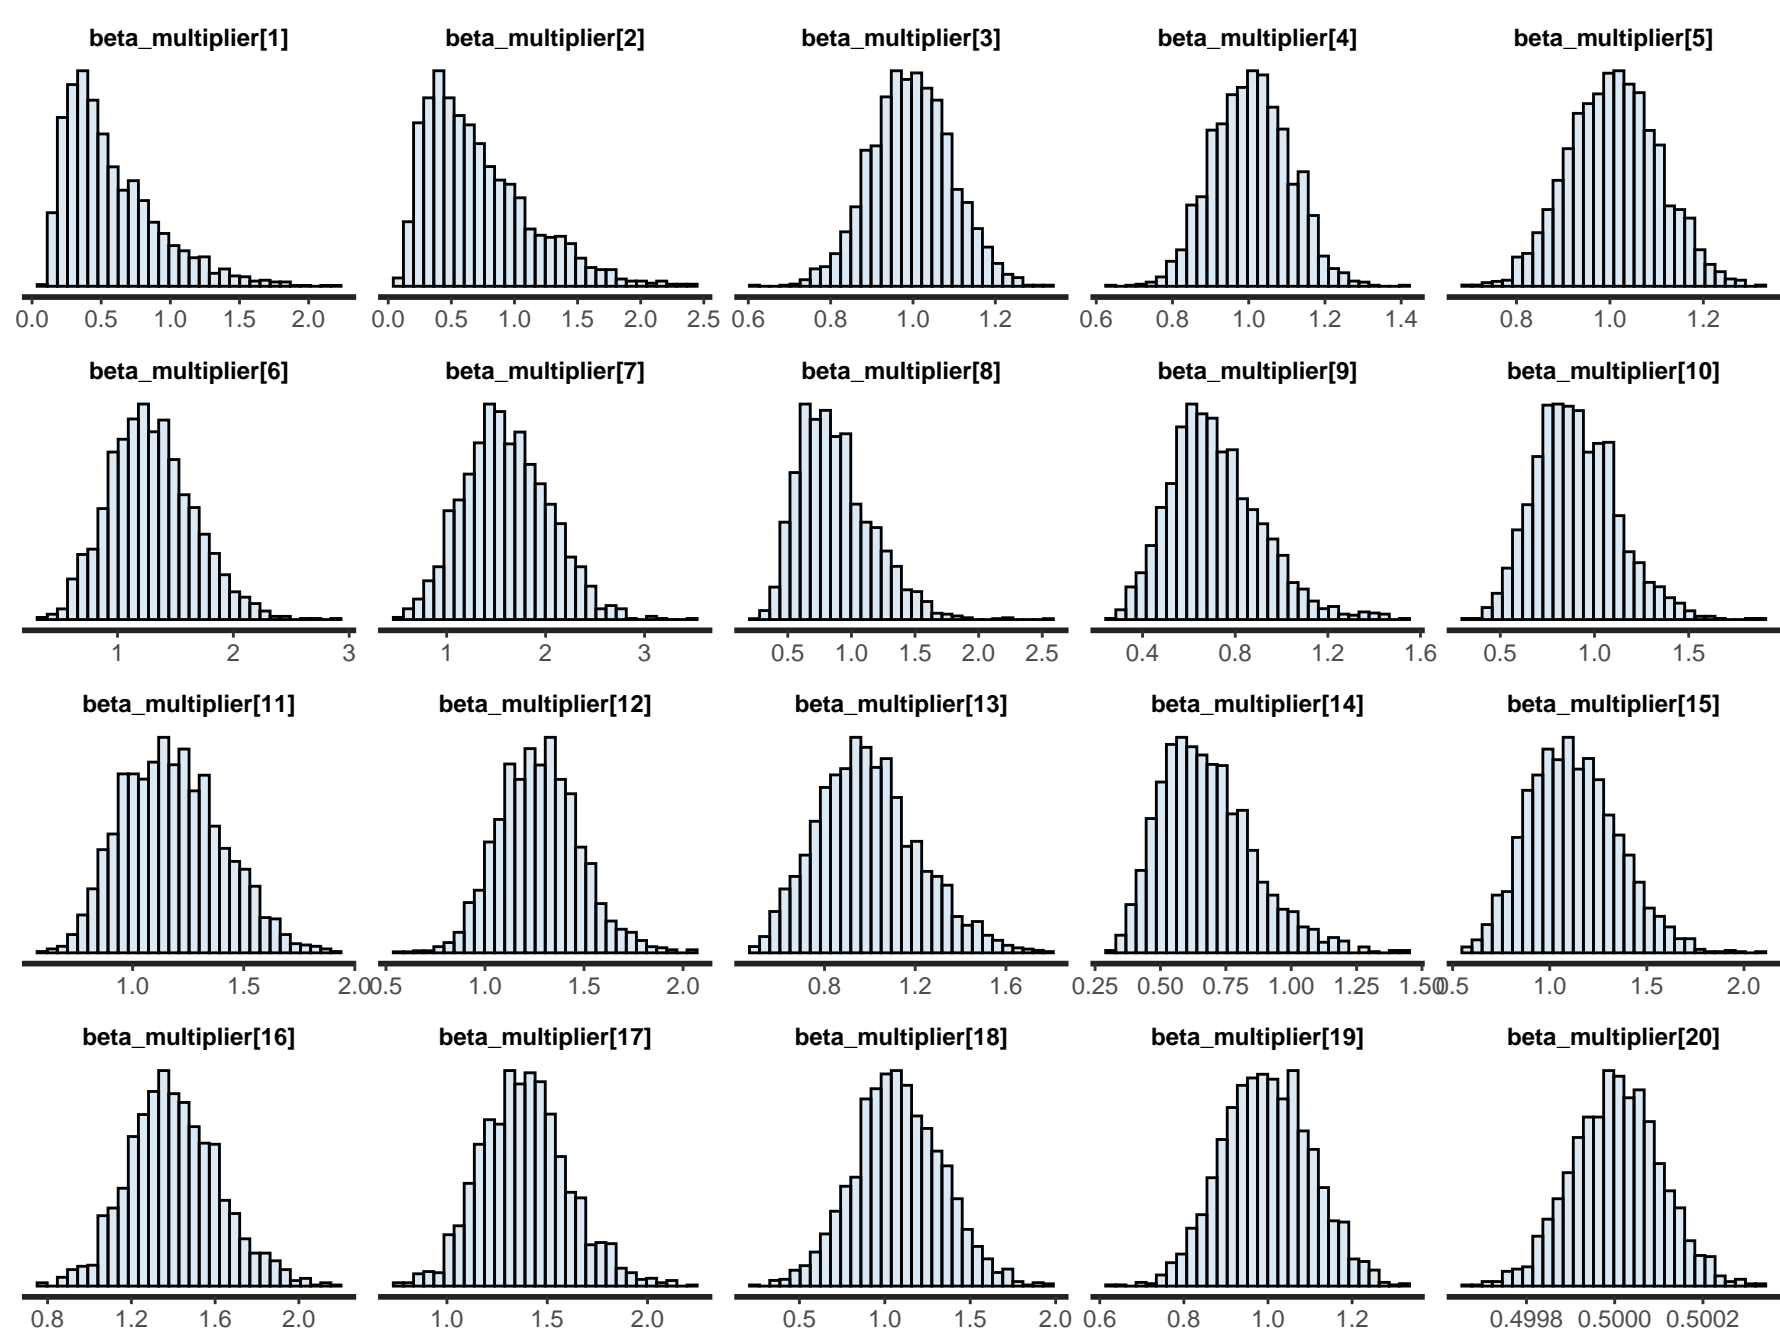 beta_multiplier[1] beta_multiplier[2] beta_multiplier[3] beta_multiplier[4] beta_multiplier[5]
0.0 0.5 1.0 1.5 2.0 0.0 0.5 1.0 1.5 2.0 2.5 0.6 0.8 1.0 1.2 0.6 0.8 1.0 1.2 1.4 0.8 1.0 1.2
beta_multiplier[6] beta_multiplier[7] beta_multiplier[8] beta_multiplier[9] beta_multiplier[10]
1 2 3 1 2 3 0.5 1.0 1.5 2.0 2.5 0.4 0.8 1.2 1.6 0.5 1.0 1.5
beta_multiplier[11] beta_multiplier[12] beta_multiplier[13] beta_multiplier[14] beta_multiplier[15]
1.0 1.5 2.0 0.5 1.0 1.5 2.0 0.8 1.2 1.6 0.25 0.50 0.75 1.00 1.25 1.50 0.5 1.0 1.5 2.0
beta_multiplier[16] beta_multiplier[17] beta_multiplier[18] beta_multiplier[19] beta_multiplier[20]
0.8 1.2 1.6 2.0 1.0 1.5 2.0 0.5 1.0 1.5 2.0 0.6 0.8 1.0 1.2 0.4998 0.5000 0.5002